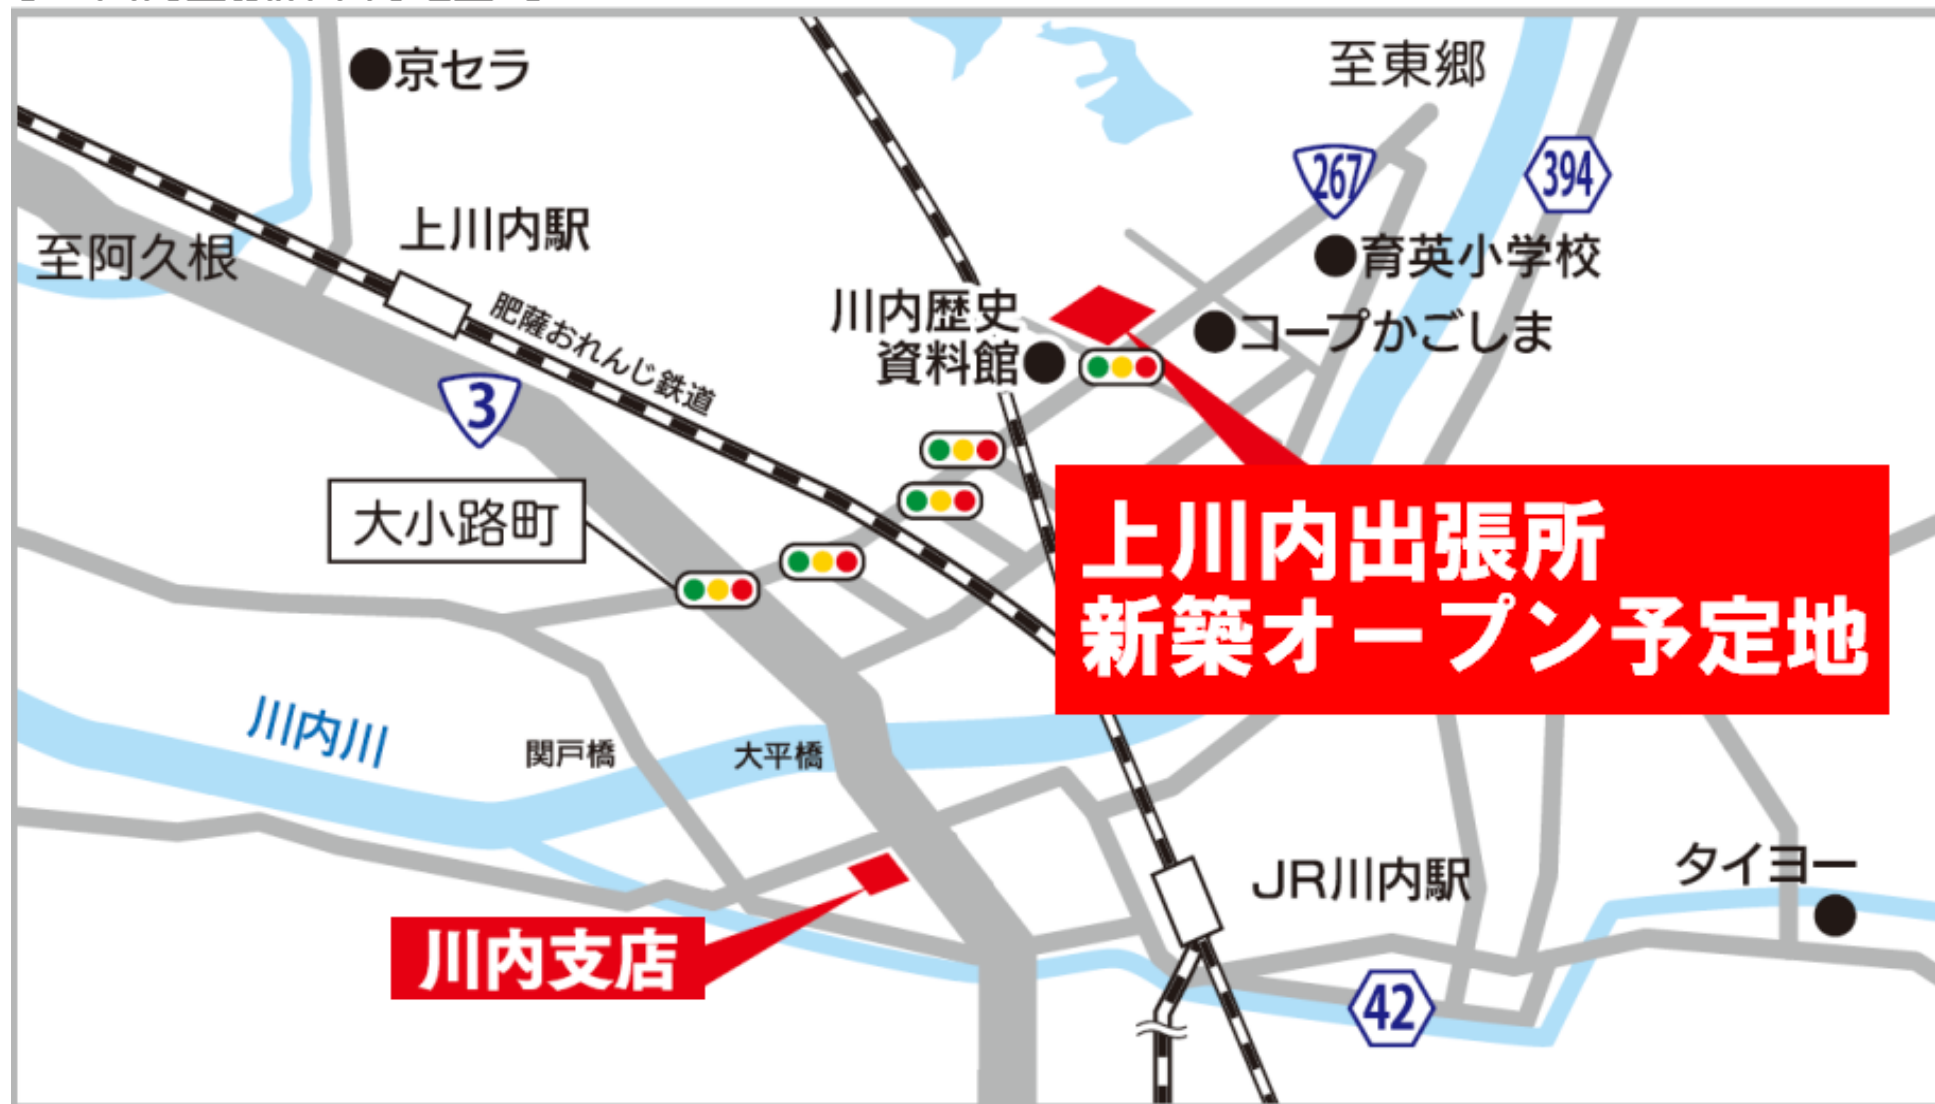 京セラ
至東郷
267
394
上川内駅
至阿久根
育英小学校
川内歴史
資料館
コープかごしま
肥薩おれんじ鉄道
3
大小路町
上川内出張所
新築オープン予定地
川内川
関戸橋
大平橋
JR川内駅
タイヨー
川内支店
42